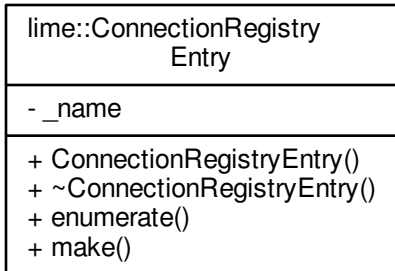 lime::ConnectionRegistry
Entry
- _name
+ ConnectionRegistryEntry()
+ ~ConnectionRegistryEntry()
+ enumerate()
+ make()